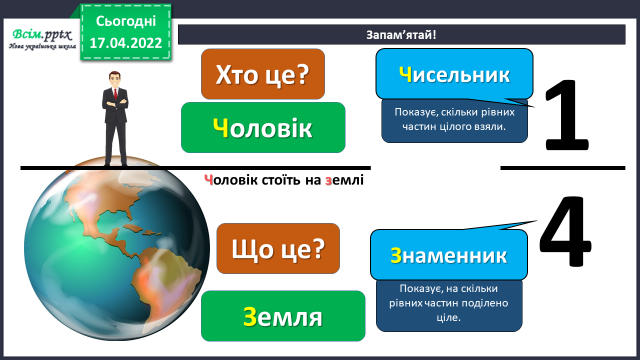 Всім.pptx
Нова українська школа
Сьогодні
17.04.2022
Запам’ятай!
Хто це?
Чоловік
Чоловік стоїть на землі
Що це?
Земля
Чисельник
Показує, скільки рівних
частин цілого взяли.
1
4
Знаменник
Показує, на скільки
рівних частин поділено
ціле.